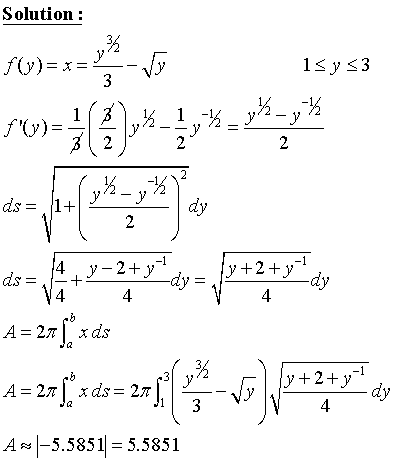 Solution :
f(y) = x = y^{3/2}/3 − √y 1 ≤ y ≤ 3
f'(y) = 1/3 (3/2) y^{1/2} − 1/2 y^{−1/2} = (y^{1/2} − y^{−1/2})/2
ds = √(1 + ((y^{1/2} − y^{−1/2})/2)^2) dy
ds = √(4/4 + (y − 2 + y^{−1})/4) dy = √((y + 2 + y^{−1})/4) dy
A = 2π ∫_a^b x ds
A = 2π ∫_a^b x ds = 2π ∫_1^3 (y^{3/2}/3 − √y) √((y + 2 + y^{−1})/4) dy
A ≈ |−5.5851| = 5.5851